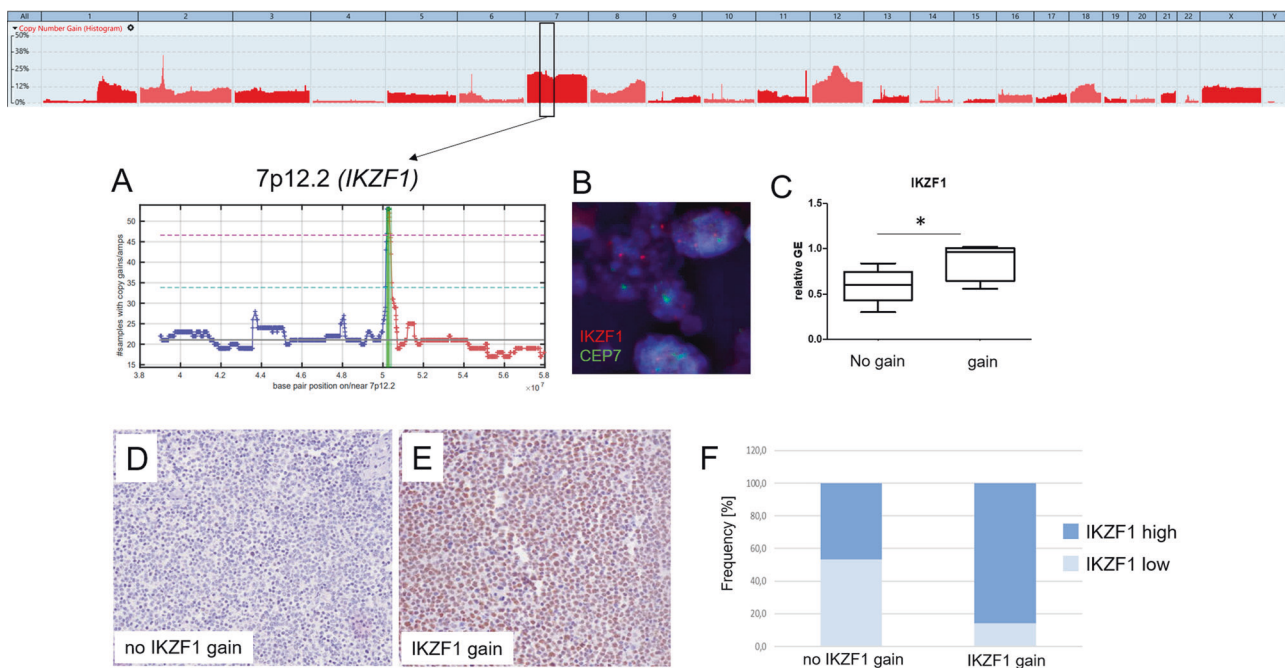 All 1 2 3 4 5 6 7 8 9 10 11 12 13 14 15 16 17 18 19 20 21 22 X Y
Copy Number Gain (Histogram)
50%
38%
25%
12%
0%
A
7p12.2 (IKZF1)
#samples with copy gains/amps
50
45
40
35
30
25
20
15
3.8 4 4.2 4.4 4.6 4.8 5 5.2 5.4 5.6 5.8
×10⁷
base pair position on/near 7p12.2
B
IKZF1
CEP7
C
IKZF1
*
relative GE
1.5
1.0
0.5
0.0
No gain gain
D
no IKZF1 gain
E
IKZF1 gain
F
Frequency [%]
120,0
100,0
80,0
60,0
40,0
20,0
0,0
no IKZF1 gain IKZF1 gain
IKZF1 high
IKZF1 low